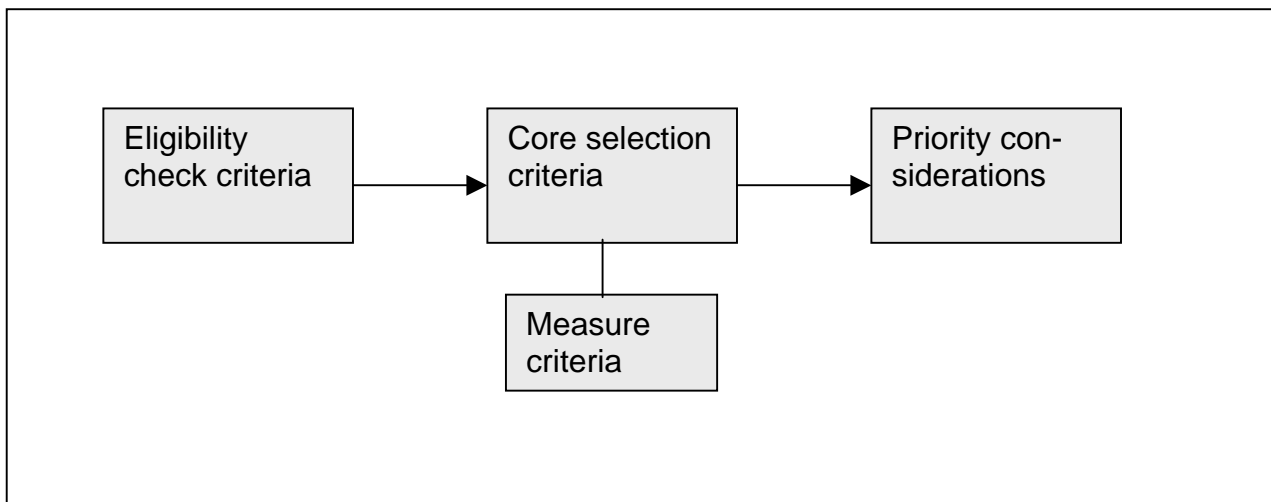 Eligibility
check criteria
Core selection
criteria
Priority con-
siderations
Measure
criteria